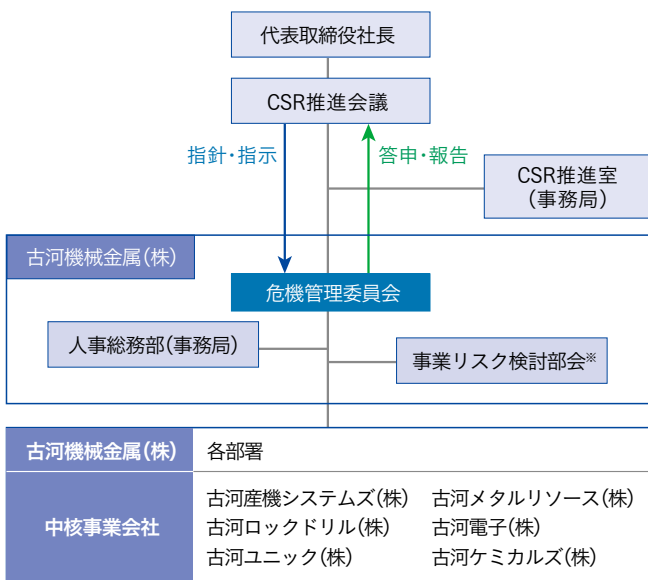 代表取締役社長
CSR推進会議
指針・指示
答申・報告
CSR推進室
(事務局)
古河機械金属(株)
危機管理委員会
人事総務部(事務局)
事業リスク検討部会※
古河機械金属(株)
各部署
中核事業会社
古河産機システムズ(株)
古河メタルリソース(株)
古河ロックドリル(株)
古河電子(株)
古河ユニック(株)
古河ケミカルズ(株)